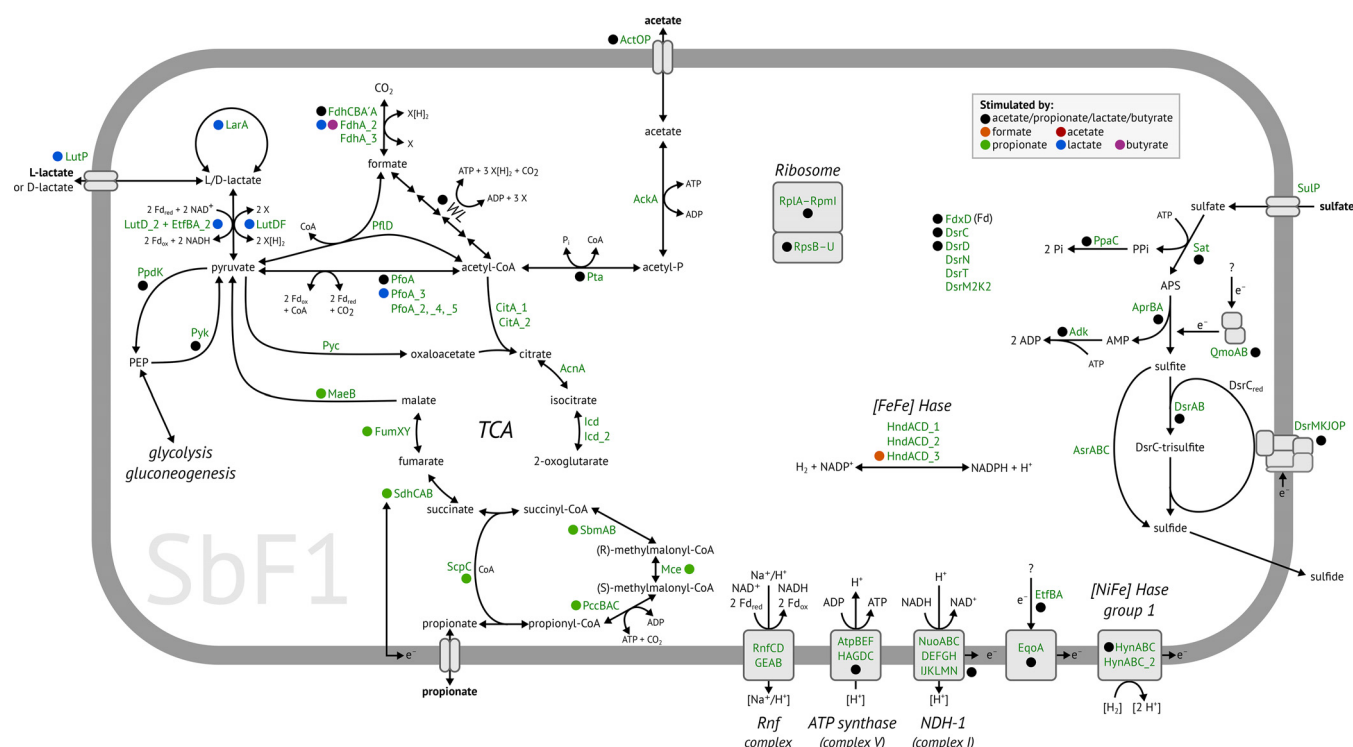 acetate
ActOP
CO₂
FdhCBA´A
FdhA_2
FdhA_3
X[H]₂
X
formate
LarA
LutP
L-lactate
or D-lactate
L/D-lactate
2 Fd_red + 2 NAD⁺
LutD_2 + EtfBA_2
2 Fd_ox + 2 NADH
2 X
LutDF
2 X[H]₂
ATP + 3 X[H]₂ + CO₂
ADP + 3 X
WL
CoA
PflD
acetate
AckA
ATP
ADP
pyruvate
acetyl-CoA
Pᵢ
CoA
Pta
acetyl-P
2 Fd_ox
+ CoA
2 Fd_red
+ CO₂
PfoA
PfoA_3
PfoA_2, _4, _5
PpdK
Pyk
PEP
Pyc
oxaloacetate
CitA_1
CitA_2
citrate
AcnA
isocitrate
Icd
Icd_2
2-oxoglutarate
MaeB
malate
FumXY
TCA
fumarate
glycolysis
gluconeogenesis
SdhCAB
succinate
succinyl-CoA
SbmAB
(R)-methylmalonyl-CoA
Mce
(S)-methylmalonyl-CoA
ScpC
CoA
PccBAC
ADP
ATP + CO₂
propionate
propionyl-CoA
e⁻
propionate
SbF1
Stimulated by:
acetate/propionate/lactate/butyrate
formate
acetate
propionate
lactate
butyrate
Ribosome
RplA–RpmI
RpsB–U
FdxD (Fd)
DsrC
DsrD
DsrN
DsrT
DsrM2K2
SulP
sulfate
sulfate
ATP
2 Pi
PpaC
PPi
Sat
APS
?
e⁻
AprBA
e⁻
2 ADP
Adk
AMP
ATP
QmoAB
sulfite
DsrC_red
DsrAB
DsrMKJOP
AsrABC
DsrC-trisulfite
e⁻
sulfide
sulfide
[FeFe] Hase
HndACD_1
HndACD_2
HndACD_3
H₂ + NADP⁺
NADPH + H⁺
Na⁺/H⁺
NAD⁺
NADH
2 Fd_red
2 Fd_ox
RnfCD
GEAB
[Na⁺/H⁺]
Rnf
complex
H⁺
ADP
ATP
AtpBEF
HAGDC
[H⁺]
ATP synthase
(complex V)
H⁺
NADH
NAD⁺
NuoABC
DEFGH
IJKLMN
e⁻
[H⁺]
NDH-1
(complex I)
?
e⁻
EtfBA
EqoA
e⁻
[NiFe] Hase
group 1
HynABC
HynABC_2
e⁻
[H₂]
[2 H⁺]